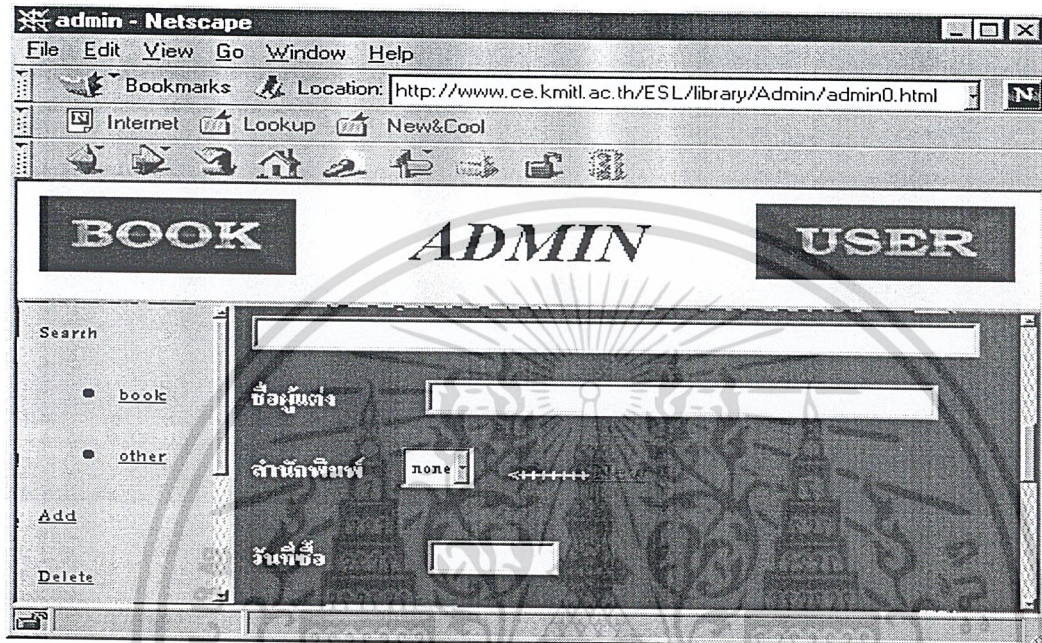 admin - Netscape
File Edit View Go Window Help
Bookmarks Location: http://www.ce.kmitl.ac.th/ESL/library/Admin/admin0.html N
Internet Lookup New&Cool
BOOK ADMIN USER
Search
book
ชื่อผู้แต่ง
other
สำนักพิมพ์ none <++++++ New
Add
วันที่ซื้อ
Delete